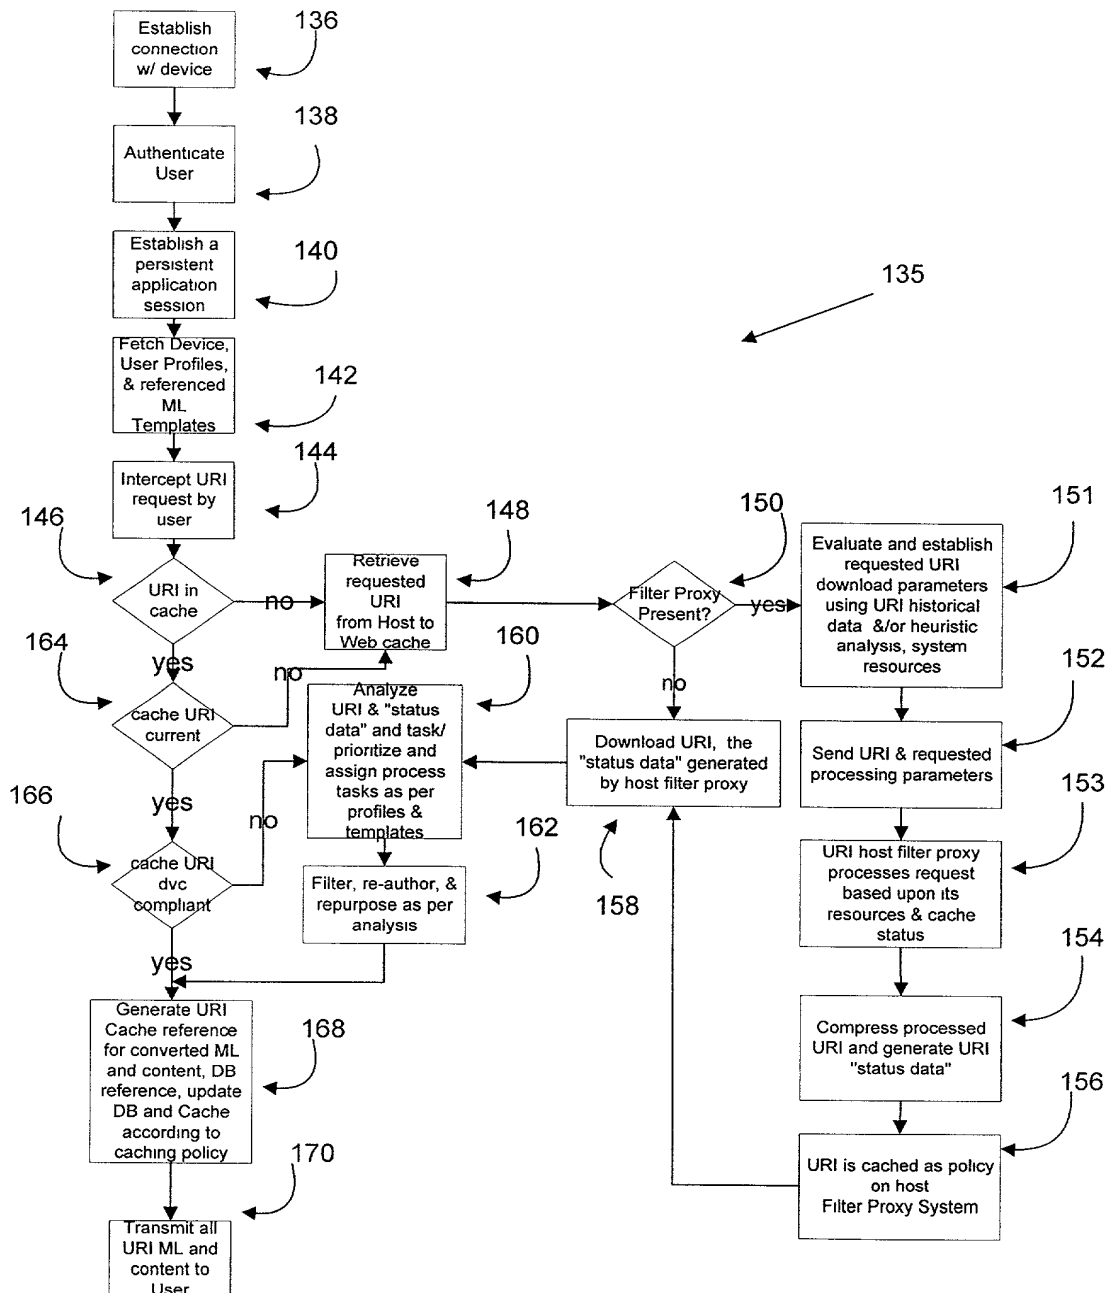 Establish
connection
w/ device
136
Authenticate
User
138
Establish a
persistent
application
session
140
135
Fetch Device,
User Profiles,
& referenced
ML
Templates
142
Intercept URI
request by
user
144
146
URI in
cache
no
yes
148
Retrieve
requested
URI
from Host to
Web cache
150
Filter Proxy
Present?
yes
no
151
Evaluate and establish
requested URI
download parameters
using URI historical
data &/or heuristic
analysis, system
resources
164
cache URI
current
no
yes
160
Analyze
URI & "status
data" and task/
prioritize and
assign process
tasks as per
profiles &
templates
Download URI, the
"status data" generated
by host filter proxy
158
152
Send URI & requested
processing parameters
166
cache URI
dvc
compliant
no
yes
162
Filter, re-author, &
repurpose as per
analysis
153
URI host filter proxy
processes request
based upon its
resources & cache
status
154
Compress processed
URI and generate URI
"status data"
Generate URI
Cache reference
for converted ML
and content, DB
reference, update
DB and Cache
according to
caching policy
168
156
URI is cached as policy
on host
Filter Proxy System
170
Transmit all
URI ML and
content to
User